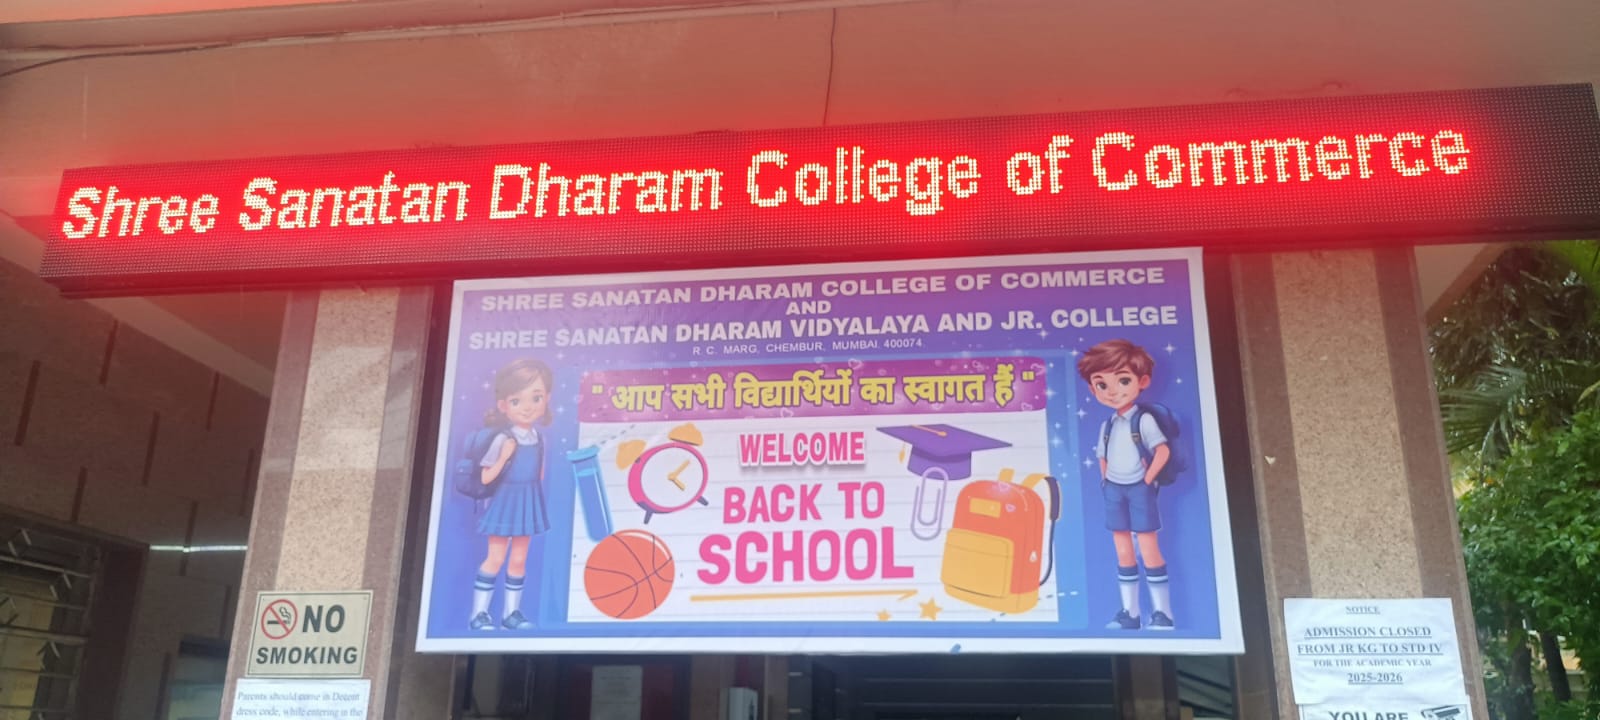 Shree Sanatan Dharam College of Commerce
SHREE SANATAN DHARAM COLLEGE OF COMMERCE
AND
SHREE SANATAN DHARAM VIDYALAYA AND JR. COLLEGE
R. C. MARG, CHEMBUR, MUMBAI. 400074.
" आप सभी विद्यार्थियों का स्वागत हैं "
WELCOME
BACK TO
SCHOOL
NO
SMOKING
Parents should come in Decent
dress code, while entering in the
NOTICE
ADMISSION CLOSED
FROM JR KG TO STD IV
FOR THE ACADEMIC YEAR
2025-2026
YOU ARE